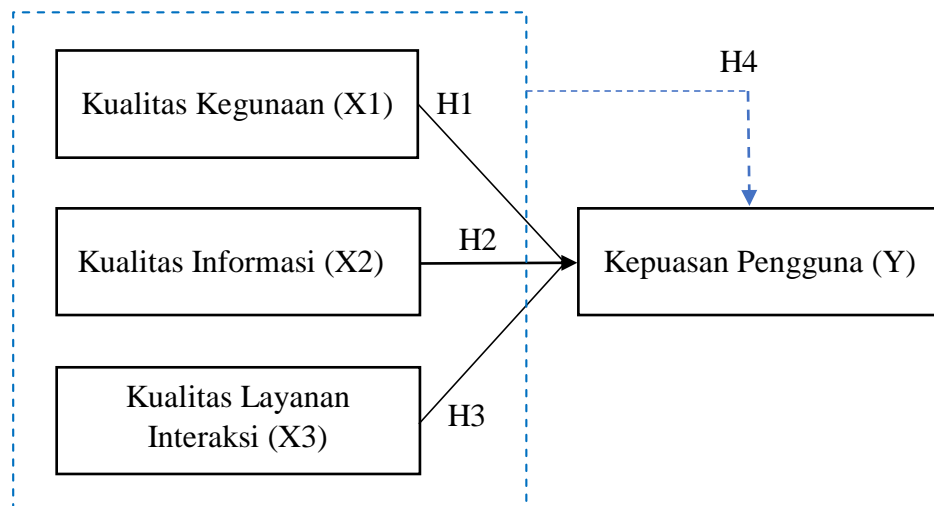 H4
Kualitas Kegunaan (X1)
H1
H2
Kualitas Informasi (X2)
Kepuasan Pengguna (Y)
Kualitas Layanan
Interaksi (X3)
H3